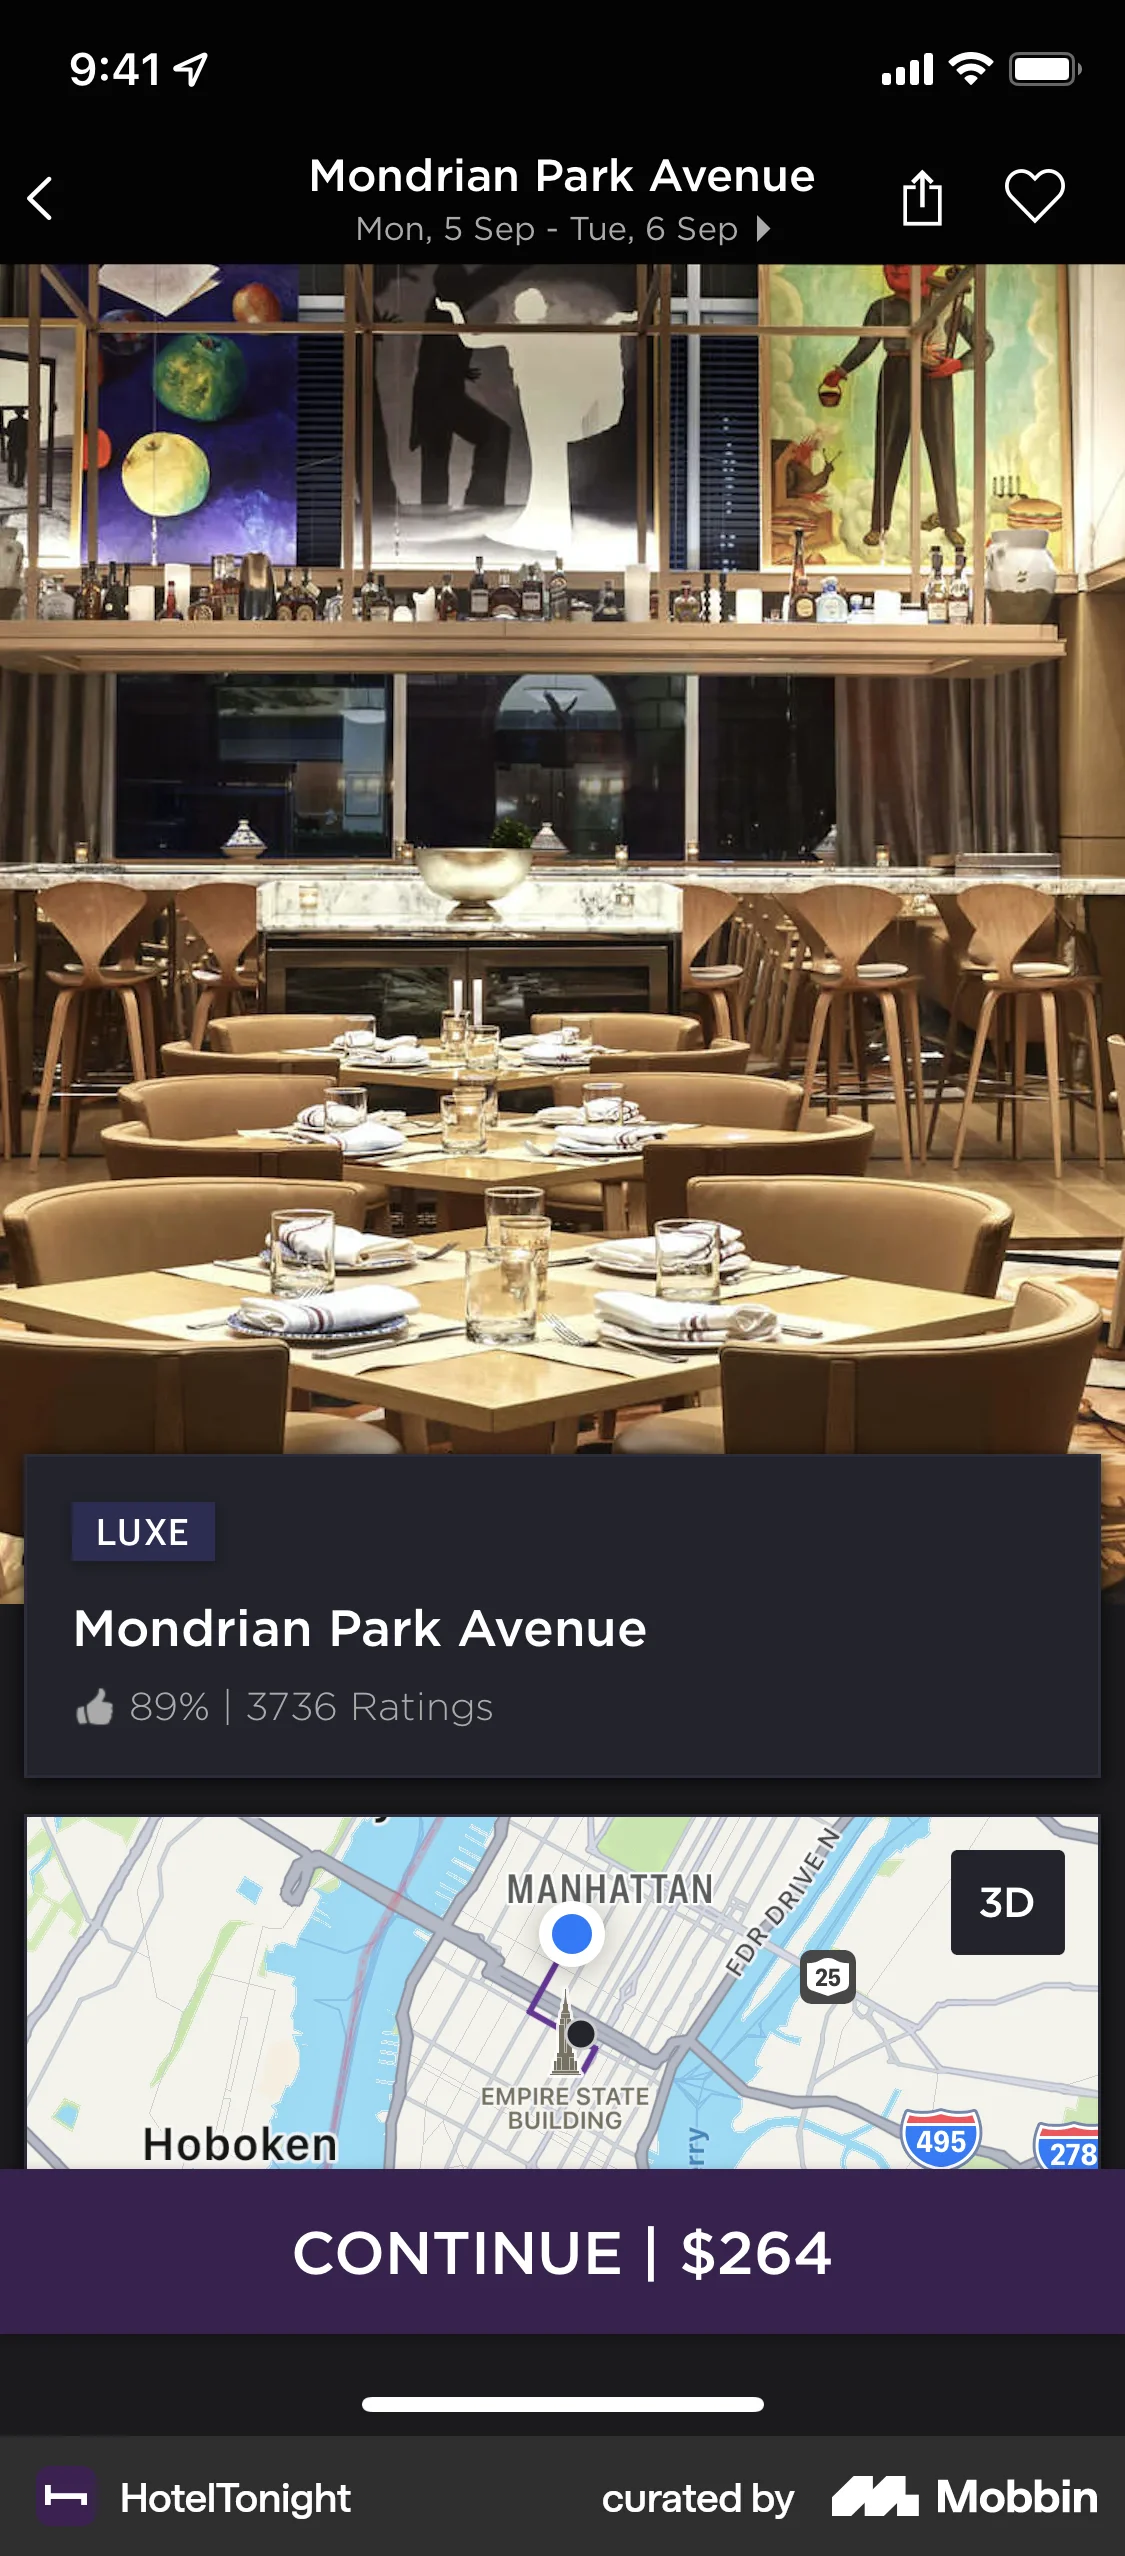 9:41
Mondrian Park Avenue
Mon, 5 Sep - Tue, 6 Sep
LUXE
Mondrian Park Avenue
89% | 3736 Ratings
MANHATTAN
FDR DRIVE N
3D
25
EMPIRE STATE
BUILDING
Hoboken
495
278
CONTINUE | $264
HotelTonight
curated by Mobbin